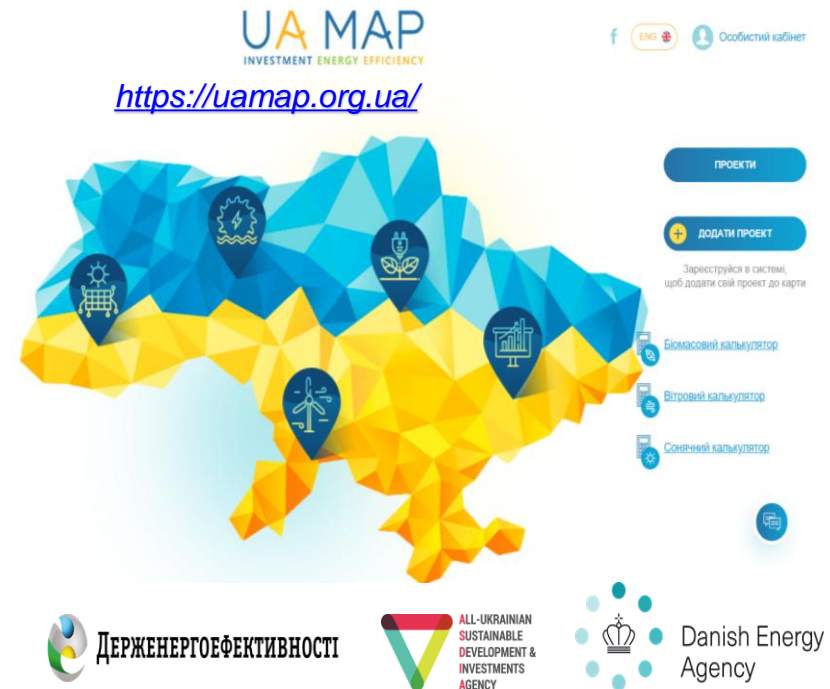 UA MAP
INVESTMENT ENERGY EFFICIENCY
f
ENG
Особистий кабінет
https://uamap.org.ua/
ПРОЕКТИ
ДОДАТИ ПРОЕКТ
Зареєструйся в системі,
щоб додати свій проект до карти
Біомасовий калькулятор
Вітровий калькулятор
Сонячний калькулятор
ДЕРЖЕНЕРГОЕФЕКТИВНОСТІ
ALL-UKRAINIAN
SUSTAINABLE
DEVELOPMENT &
INVESTMENTS
AGENCY
Danish Energy
Agency